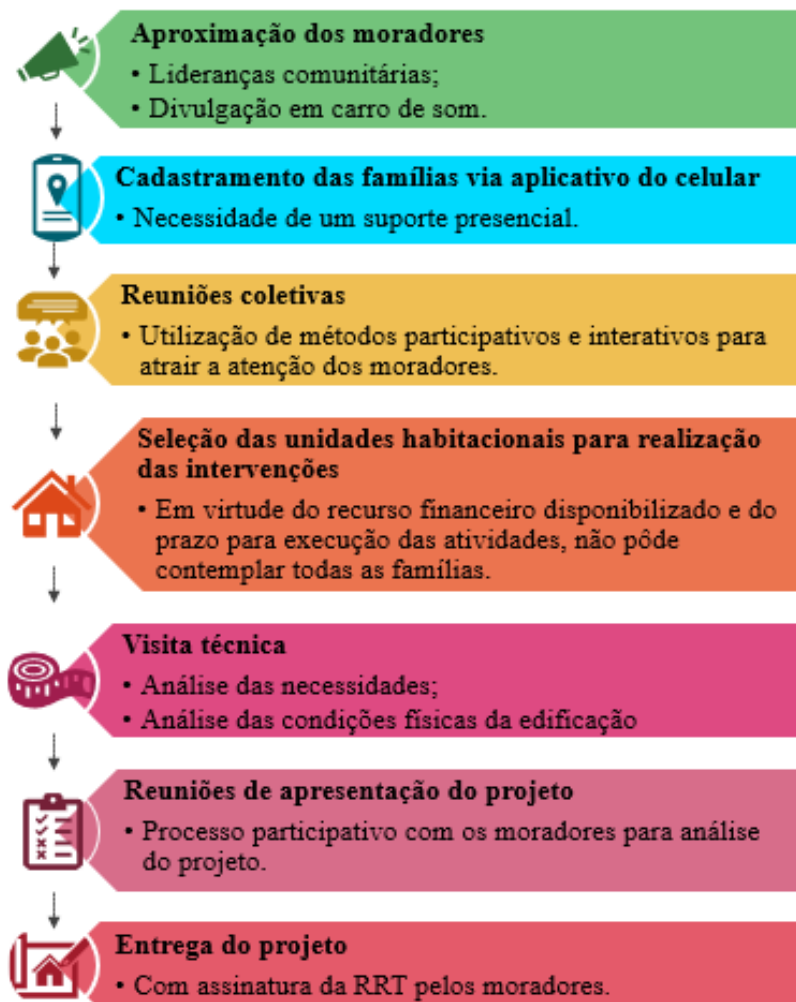 Aproximação dos moradores
• Lideranças comunitárias;
• Divulgação em carro de som.
Cadastramento das famílias via aplicativo do celular
• Necessidade de um suporte presencial.
Reuniões coletivas
• Utilização de métodos participativos e interativos para
atrair a atenção dos moradores.
Seleção das unidades habitacionais para realização
das intervenções
• Em virtude do recurso financeiro disponibilizado e do
prazo para execução das atividades, não pôde
contemplar todas as famílias.
Visita técnica
• Análise das necessidades;
• Análise das condições físicas da edificação
Reuniões de apresentação do projeto
• Processo participativo com os moradores para análise
do projeto.
Entrega do projeto
• Com assinatura da RRT pelos moradores.